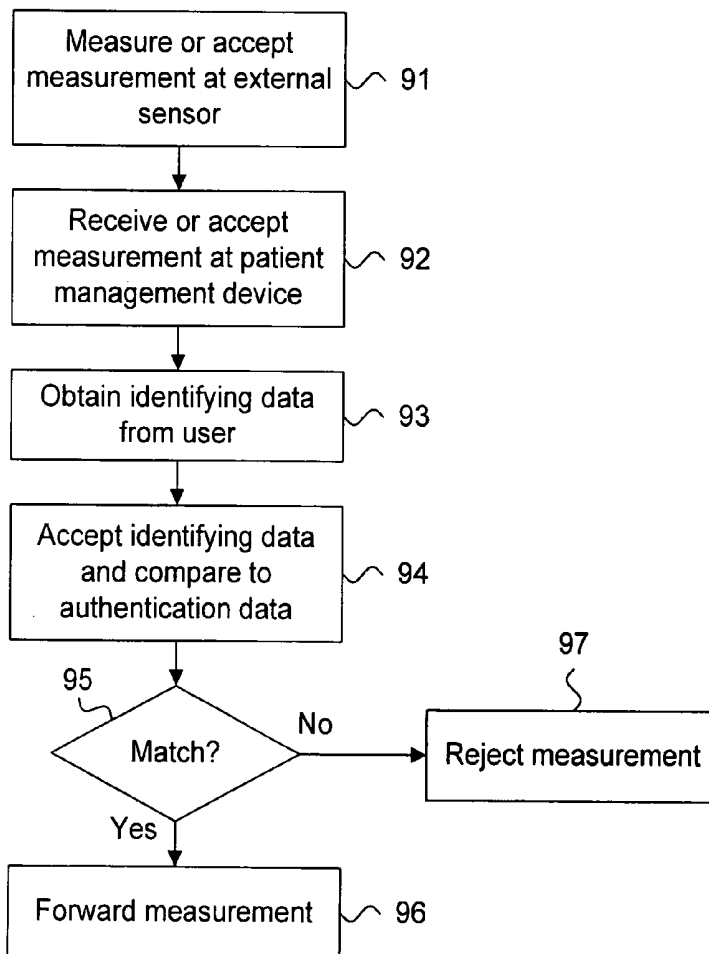 Measure or accept
measurement at external
sensor
91
Receive or accept
measurement at patient
management device
92
Obtain identifying data
from user
93
Accept identifying data
and compare to
authentication data
94
95
Match?
No
97
Reject measurement
Yes
Forward measurement
96